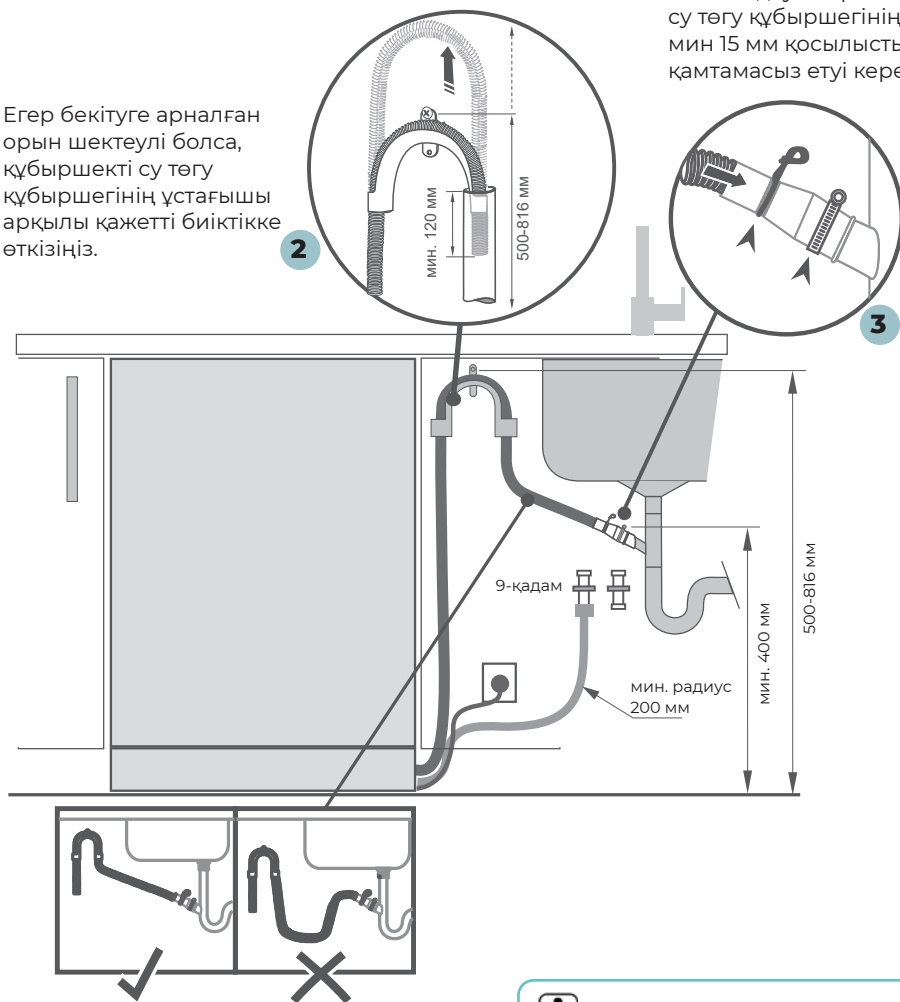 су төгу құбыршегінің
мин 15 мм қосылысты
қамтамасыз етуі
Егер бекітуге арналған
орын шектеулі болса,
құбыршекті су төгу
құбыршегінің ұстағышы
арқылы қажетті биіктікке
өткізіңіз.
2
мин. 120 мм
500-816 мм
3
9-қадам
мин. радиус
200 мм
мин. 400 мм
500-816 мм